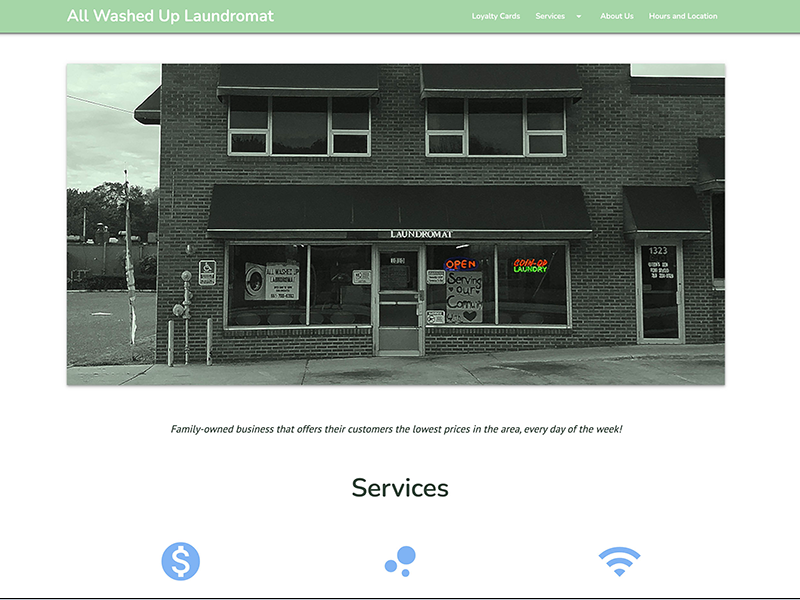 All Washed Up Laundromat
Loyalty Cards
Services
About Us
Hours and Location
LAUNDROMAT
1323
OPEN
COIN-OP
LAUNDRY
ALL WASHED UP
LAUNDROMAT
Serving
our
Family-owned business that offers their customers the lowest prices in the area, every day of the week!
Services